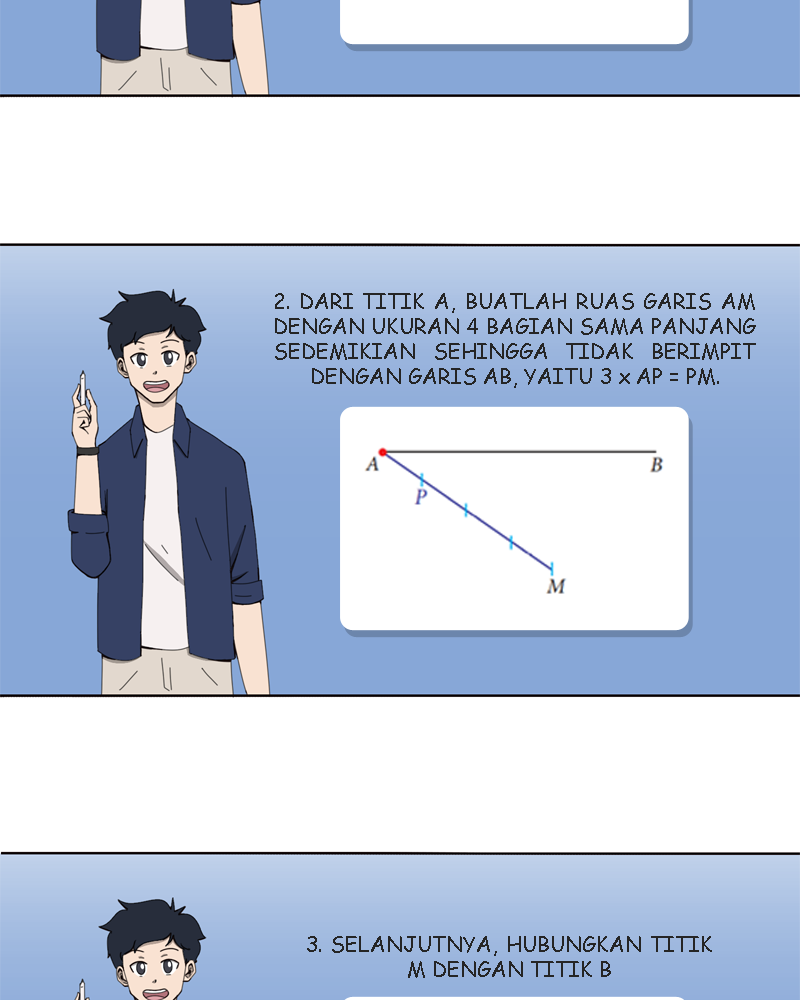 2. DARI TITIK A, BUATLAH RUAS GARIS AM
DENGAN UKURAN 4 BAGIAN SAMA PANJANG
SEDEMIKIAN SEHINGGA TIDAK BERIMPIT
DENGAN GARIS AB, YAITU 3 x AP = PM.
A
B
P
M
3. SELANJUTNYA, HUBUNGKAN TITIK
M DENGAN TITIK B